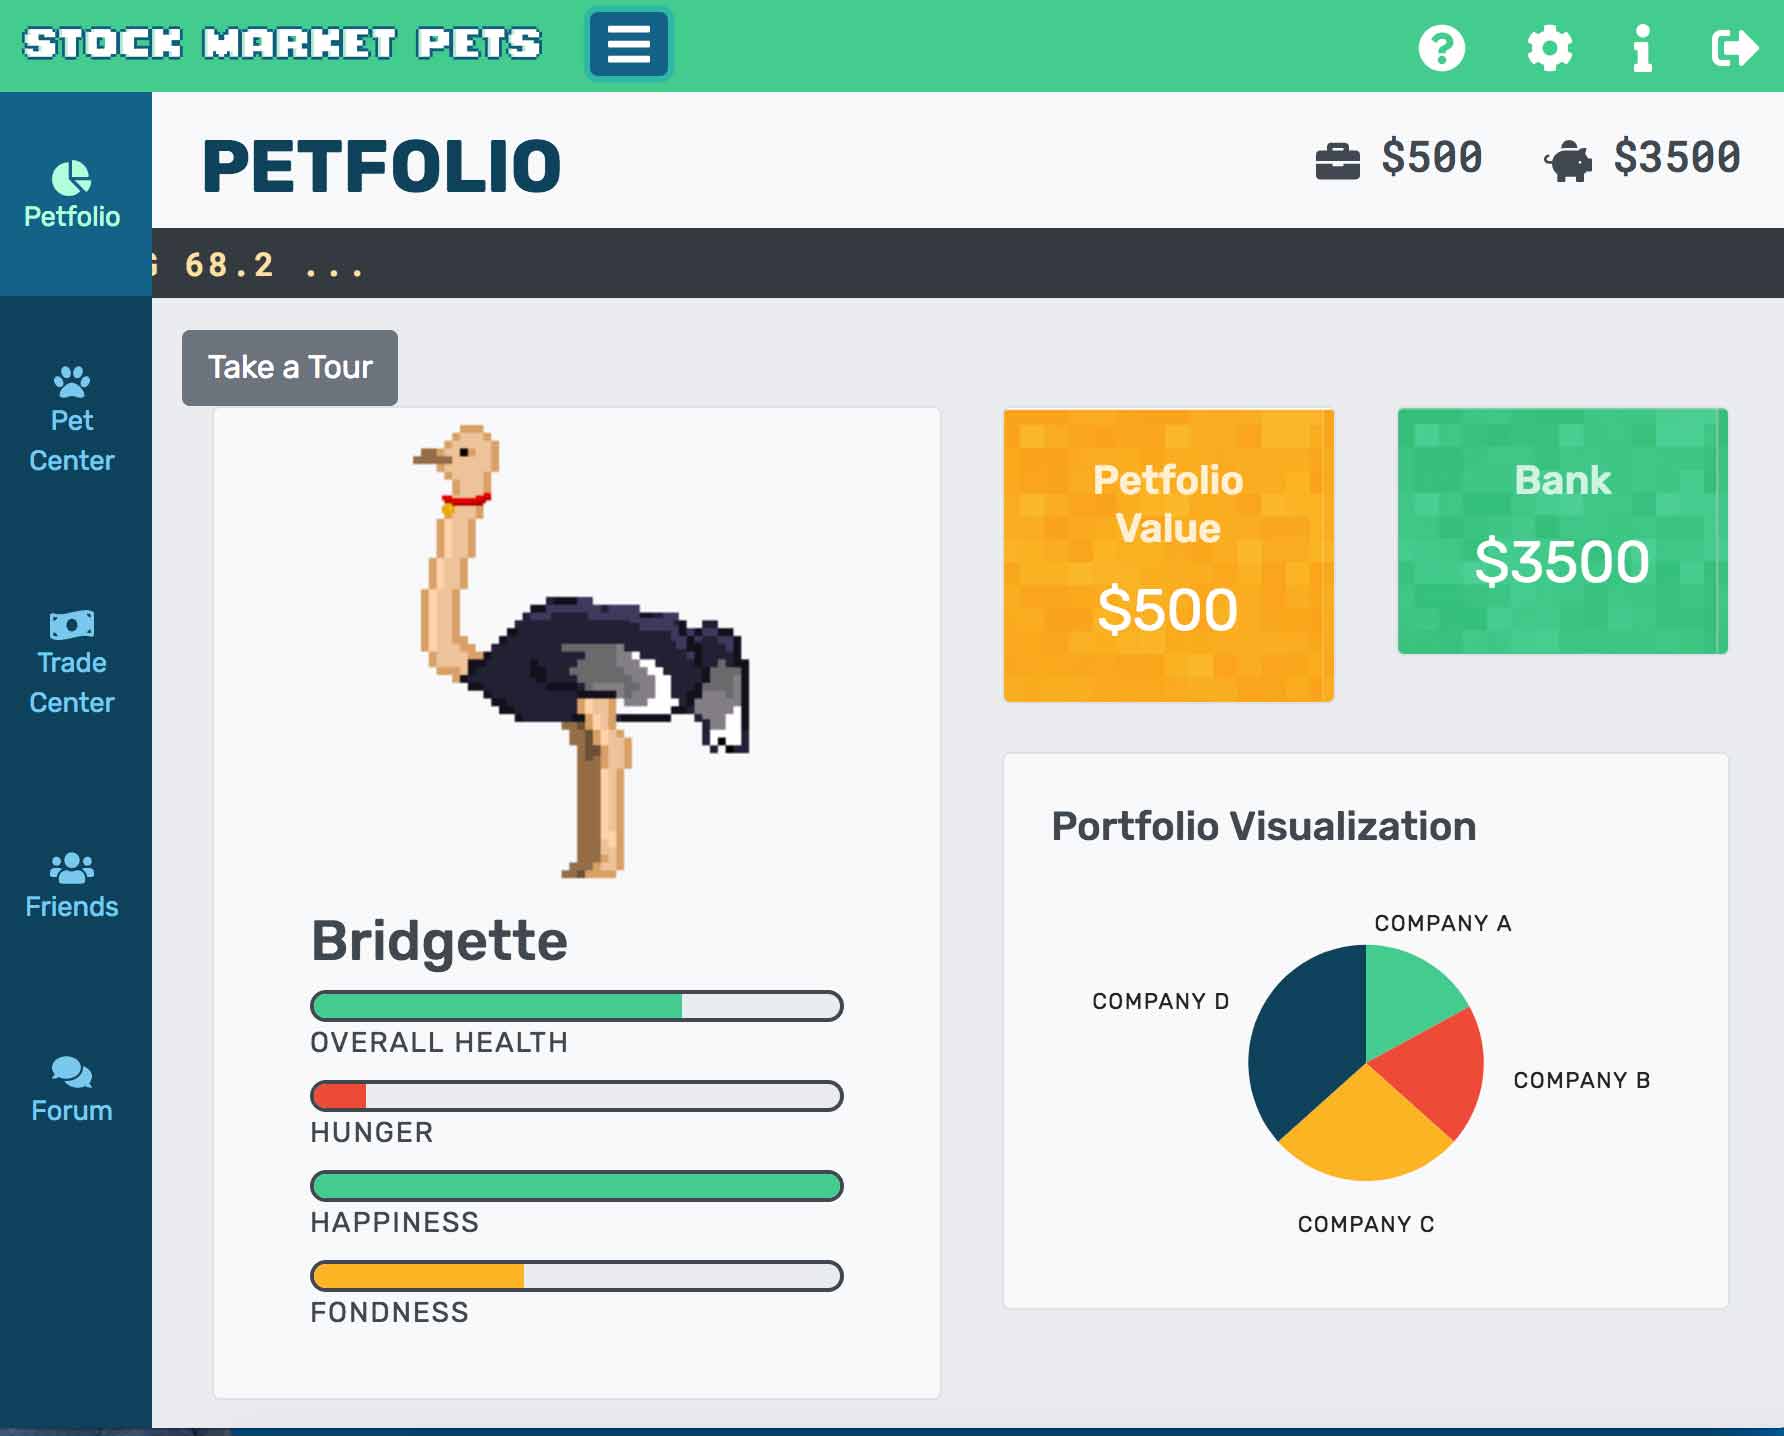 STOCK MARKET PETS
PETFOLIO
$500
$3500
Petfolio
68.2 ...
Take a Tour
Pet
Center
Trade
Center
Friends
Forum
Bridgette
OVERALL HEALTH
HUNGER
HAPPINESS
FONDNESS
Petfolio
Value
$500
Bank
$3500
Portfolio Visualization
COMPANY A
COMPANY D
COMPANY B
COMPANY C